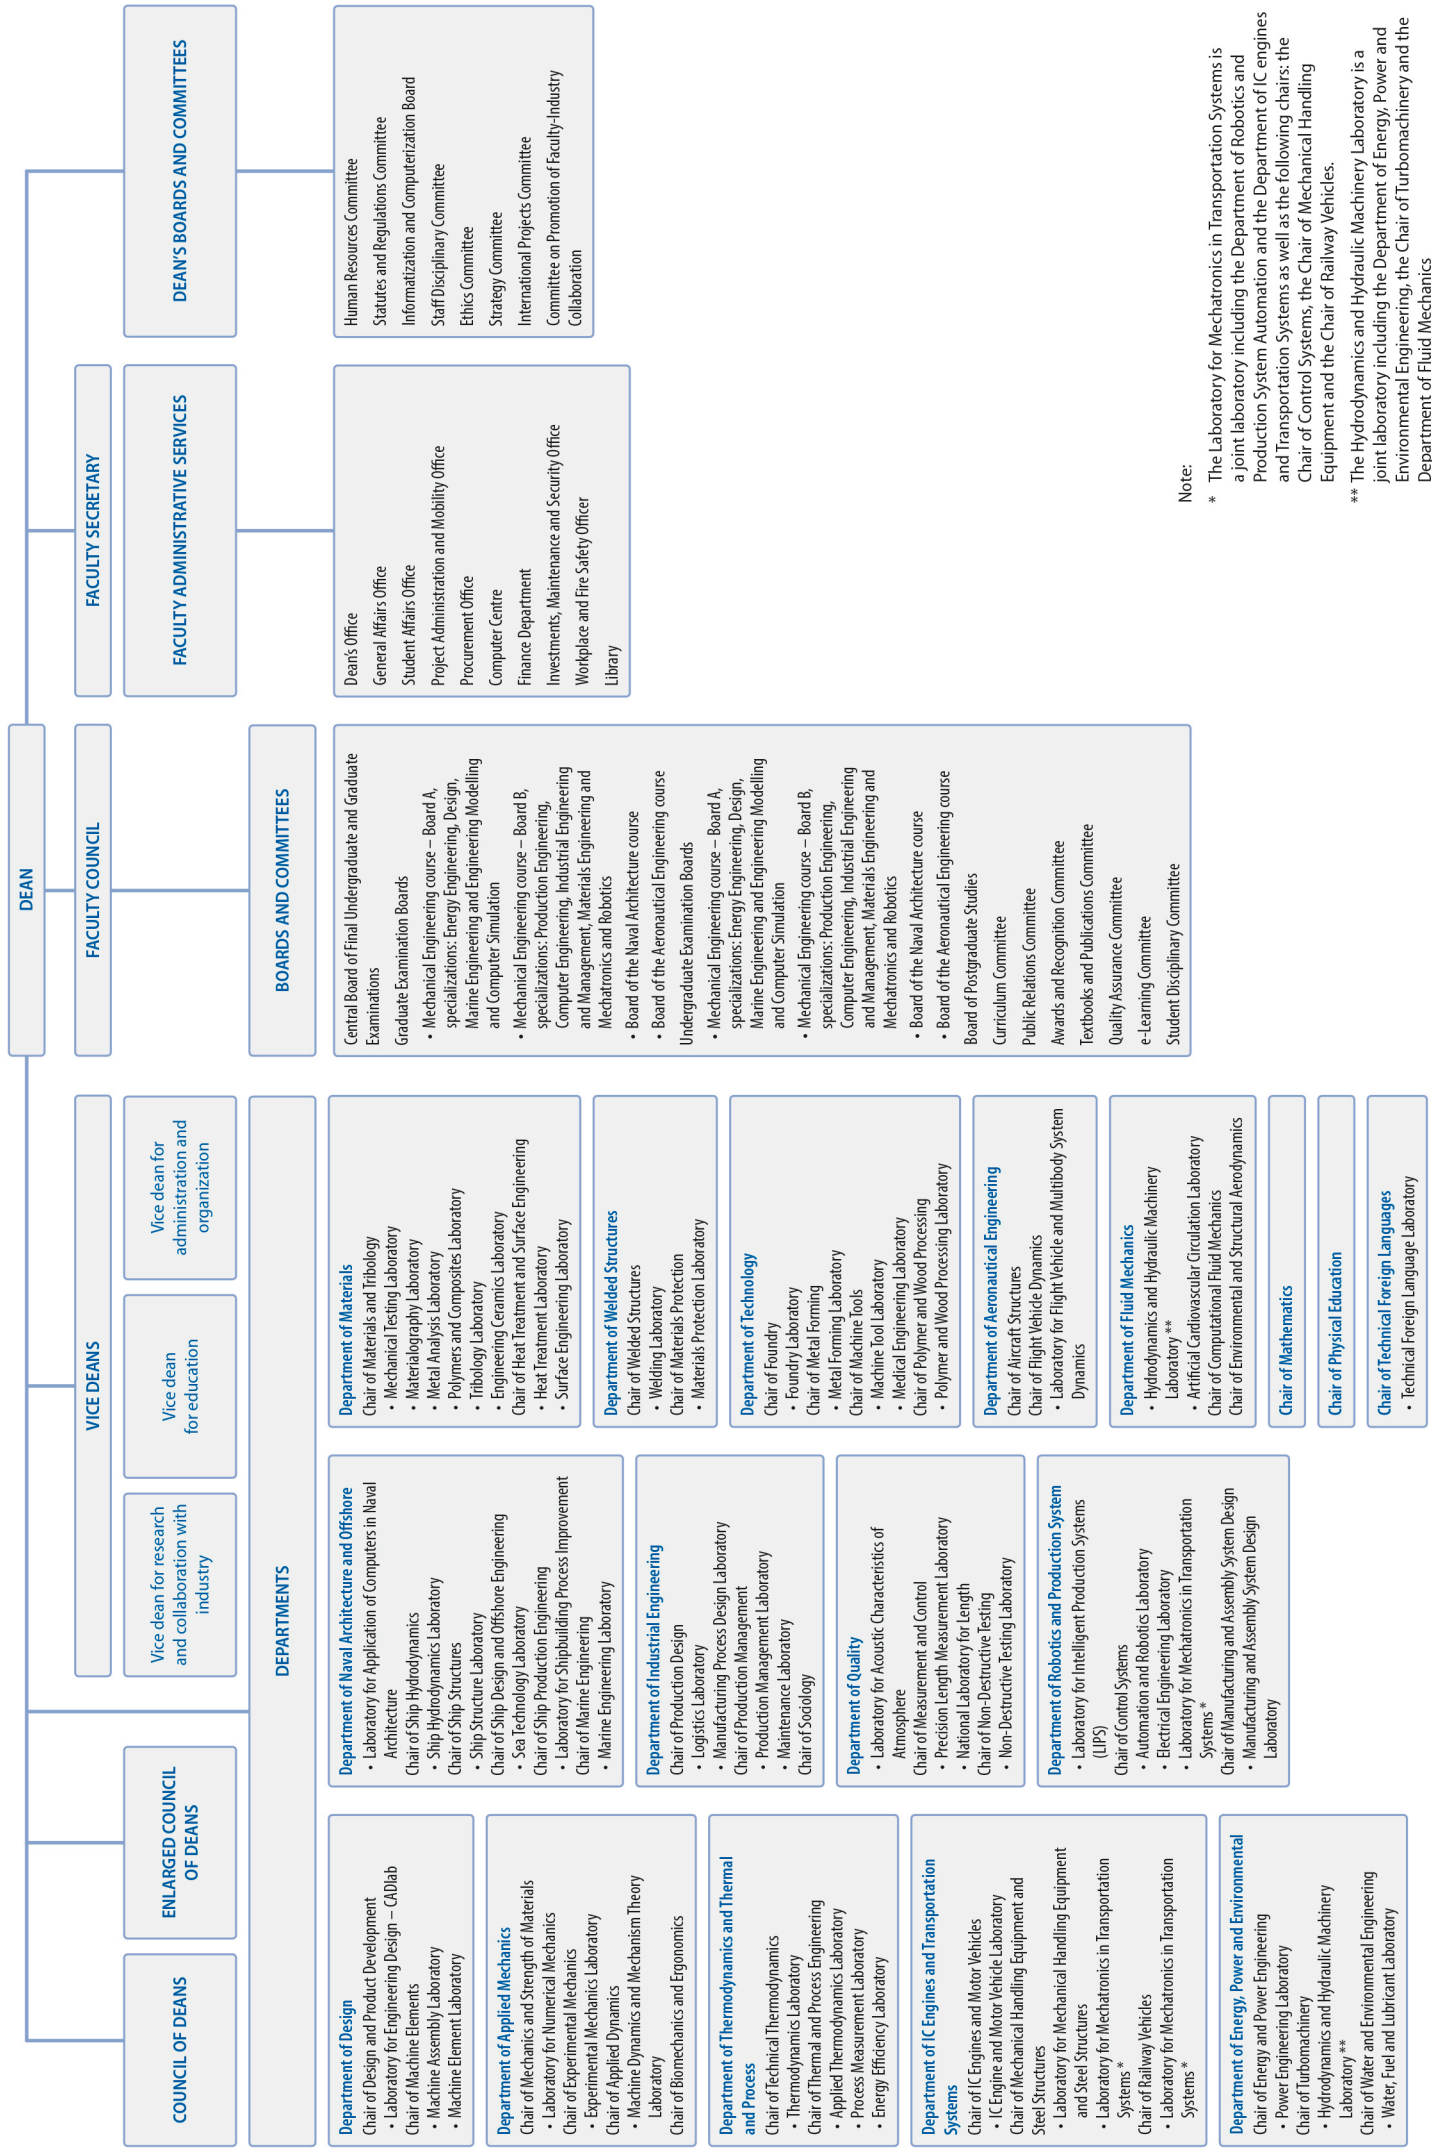 DEAN
COUNCIL OF DEANS
ENLARGED COUNCIL
OF DEANS
VICE DEANS
Vice dean for research
and collaboration with
industry
Vice dean
for education
Vice dean for
administration and
organization
FACULTY COUNCIL
FACULTY SECRETARY
FACULTY ADMINISTRATIVE SERVICES
DEAN'S BOARDS AND COMMITTEES
DEPARTMENTS
BOARDS AND COMMITTEES
Department of Design
Chair of Design and Product Development
• Laboratory for Engineering Design – CADlab
Chair of Machine Elements
• Machine Assembly Laboratory
• Machine Element Laboratory
Department of Applied Mechanics
Chair of Mechanics and Strength of Materials
• Laboratory for Numerical Mechanics
Chair of Experimental Mechanics
• Experimental Mechanics Laboratory
Chair of Applied Dynamics
• Machine Dynamics and Mechanism Theory
Laboratory
Chair of Biomechanics and Ergonomics
Department of Thermodynamics and Thermal
and Process
Chair of Technical Thermodynamics
• Thermodynamics Laboratory
Chair of Thermal and Process Engineering
• Applied Thermodynamics Laboratory
• Process Measurement Laboratory
• Energy Efficiency Laboratory
Department of IC Engines and Transportation
Systems
Chair of IC Engines and Motor Vehicles
• IC Engine and Motor Vehicle Laboratory
Chair of Mechanical Handling Equipment and
Steel Structures
• Laboratory for Mechanical Handling Equipment
and Steel Structures
• Laboratory for Mechatronics in Transportation
Systems *
Chair of Railway Vehicles
• Laboratory for Mechatronics in Transportation
Systems *
Department of Energy, Power and Environmental
Chair of Energy and Power Engineering
• Power Engineering Laboratory
Chair of Turbomachinery
• Hydrodynamics and Hydraulic Machinery
Laboratory **
Chair of Water and Environmental Engineering
• Water, Fuel and Lubricant Laboratory
Department of Naval Architecture and Offshore
• Laboratory for Application of Computers in Naval
Architecture
Chair of Ship Hydrodynamics
• Ship Hydrodynamics Laboratory
Chair of Ship Structures
• Ship Structure Laboratory
Chair of Ship Design and Offshore Engineering
• Sea Technology Laboratory
Chair of Ship Production Engineering
• Laboratory for Shipbuilding Process Improvement
Chair of Marine Engineering
• Marine Engineering Laboratory
Department of Industrial Engineering
Chair of Production Design
• Logistics Laboratory
• Manufacturing Process Design Laboratory
Chair of Production Management
• Production Management Laboratory
• Maintenance Laboratory
Chair of Sociology
Department of Quality
• Laboratory for Acoustic Characteristics of
Atmosphere
Chair of Measurement and Control
• Precision Length Measurement Laboratory
• National Laboratory for Length
Chair of Non-Destructive Testing
• Non-Destructive Testing Laboratory
Department of Robotics and Production System
• Laboratory for Intelligent Production Systems
(LIPS)
Chair of Control Systems
• Automation and Robotics Laboratory
• Electrical Engineering Laboratory
• Laboratory for Mechatronics in Transportation
Systems *
Chair of Manufacturing and Assembly System Design
• Manufacturing and Assembly System Design
Laboratory
Department of Materials
Chair of Materials and Tribology
• Mechanical Testing Laboratory
• Materialography Laboratory
• Metal Analysis Laboratory
• Polymers and Composites Laboratory
• Tribology Laboratory
• Engineering Ceramics Laboratory
Chair of Heat Treatment and Surface Engineering
• Heat Treatment Laboratory
• Surface Engineering Laboratory
Department of Welded Structures
Chair of Welded Structures
• Welding Laboratory
Chair of Materials Protection
• Materials Protection Laboratory
Department of Technology
Chair of Foundry
• Foundry Laboratory
Chair of Metal Forming
• Metal Forming Laboratory
Chair of Machine Tools
• Machine Tool Laboratory
• Medical Engineering Laboratory
Chair of Polymer and Wood Processing
• Polymer and Wood Processing Laboratory
Department of Aeronautical Engineering
Chair of Aircraft Structures
Chair of Flight Vehicle Dynamics
• Laboratory for Flight Vehicle and Multibody System
Dynamics
Department of Fluid Mechanics
• Hydrodynamics and Hydraulic Machinery
Laboratory **
• Artificial Cardiovascular Circulation Laboratory
Chair of Computational Fluid Mechanics
Chair of Environmental and Structural Aerodynamics
Chair of Mathematics
Chair of Physical Education
Chair of Technical Foreign Languages
• Technical Foreign Language Laboratory
Central Board of Final Undergraduate and Graduate
Examinations
Graduate Examination Boards
• Mechanical Engineering course – Board A,
specializations: Energy Engineering, Design,
Marine Engineering and Engineering Modelling
and Computer Simulation
• Mechanical Engineering course – Board B,
specializations: Production Engineering,
Computer Engineering, Industrial Engineering
and Management, Materials Engineering and
Mechatronics and Robotics
• Board of the Naval Architecture course
• Board of the Aeronautical Engineering course
Undergraduate Examination Boards
• Mechanical Engineering course – Board A,
specializations: Energy Engineering, Design,
Marine Engineering and Engineering Modelling
and Computer Simulation
• Mechanical Engineering course – Board B,
specializations: Production Engineering,
Computer Engineering, Industrial Engineering
and Management, Materials Engineering and
Mechatronics and Robotics
• Board of the Naval Architecture course
• Board of the Aeronautical Engineering course
Board of Postgraduate Studies
Curriculum Committee
Public Relations Committee
Awards and Recognition Committee
Textbooks and Publications Committee
Quality Assurance Committee
e-Learning Committee
Student Disciplinary Committee
Dean's Office
General Affairs Office
Student Affairs Office
Project Administration and Mobility Office
Procurement Office
Computer Centre
Finance Department
Investments, Maintenance and Security Office
Workplace and Fire Safety Officer
Library
Human Resources Committee
Statutes and Regulations Committee
Informatization and Computerization Board
Staff Disciplinary Committee
Ethics Committee
Strategy Committee
International Projects Committee
Committee on Promotion of Faculty-Industry
Collaboration
Note:
* The Laboratory for Mechatronics in Transportation Systems is
a joint laboratory including the Department of Robotics and
Production System Automation and the Department of IC engines
and Transportation Systems as well as the following chairs: the
Chair of Control Systems, the Chair of Mechanical Handling
Equipment and the Chair of Railway Vehicles.
** The Hydrodynamics and Hydraulic Machinery Laboratory is a
joint laboratory including the Department of Energy, Power and
Environmental Engineering, the Chair of Turbomachinery and the
Department of Fluid Mechanics